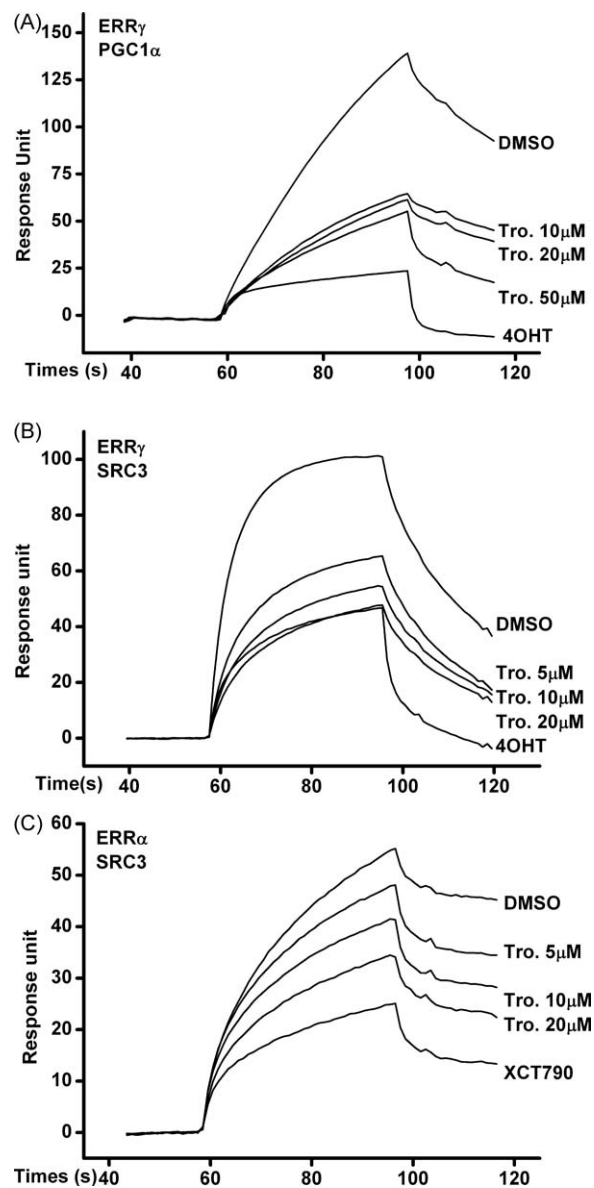 (A)
ERRγ
PGC1α
150
125
100
75
50
25
0
Response Unit
DMSO
Tro. 10μM
Tro. 20μM
Tro. 50μM
4OHT
Times (s) 40 60 80 100 120
(B)
ERRγ
SRC3
100
80
60
40
20
0
Response unit
DMSO
Tro. 5μM
Tro. 10μM
Tro. 20μM
4OHT
Time(s) 40 60 80 100 120
(C)
ERRα
SRC3
60
50
40
30
20
10
0
Response unit
DMSO
Tro. 5μM
Tro. 10μM
Tro. 20μM
XCT790
Times (s) 40 60 80 100 120